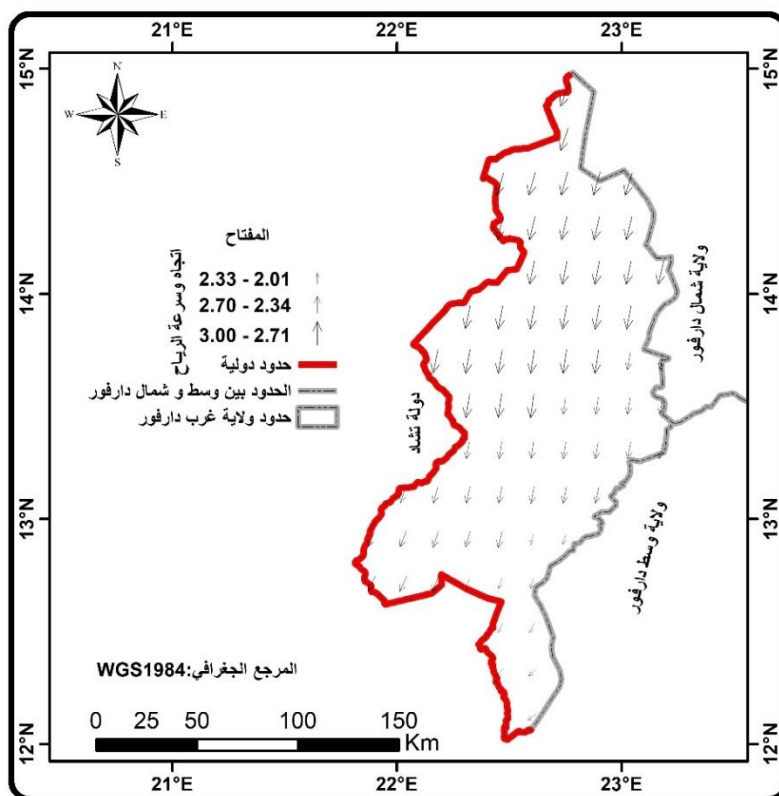 21°E 22°E 23°E
15°N 15°N
N
W E
S
المفتاح
اتجاه وسرعة الرياح
2.33 - 2.01
2.70 - 2.34
3.00 - 2.71
حدود دولية
الحدود بين وسط و شمال دارفور
حدود ولاية غرب دارفور
ولاية شمال دارفور
14°N 14°N
دولة تشاد
13°N 13°N
ولاية وسط دارفور
المرجع الجغرافي:WGS1984
0 25 50 100 150
Km
12°N 12°N
21°E 22°E 23°E